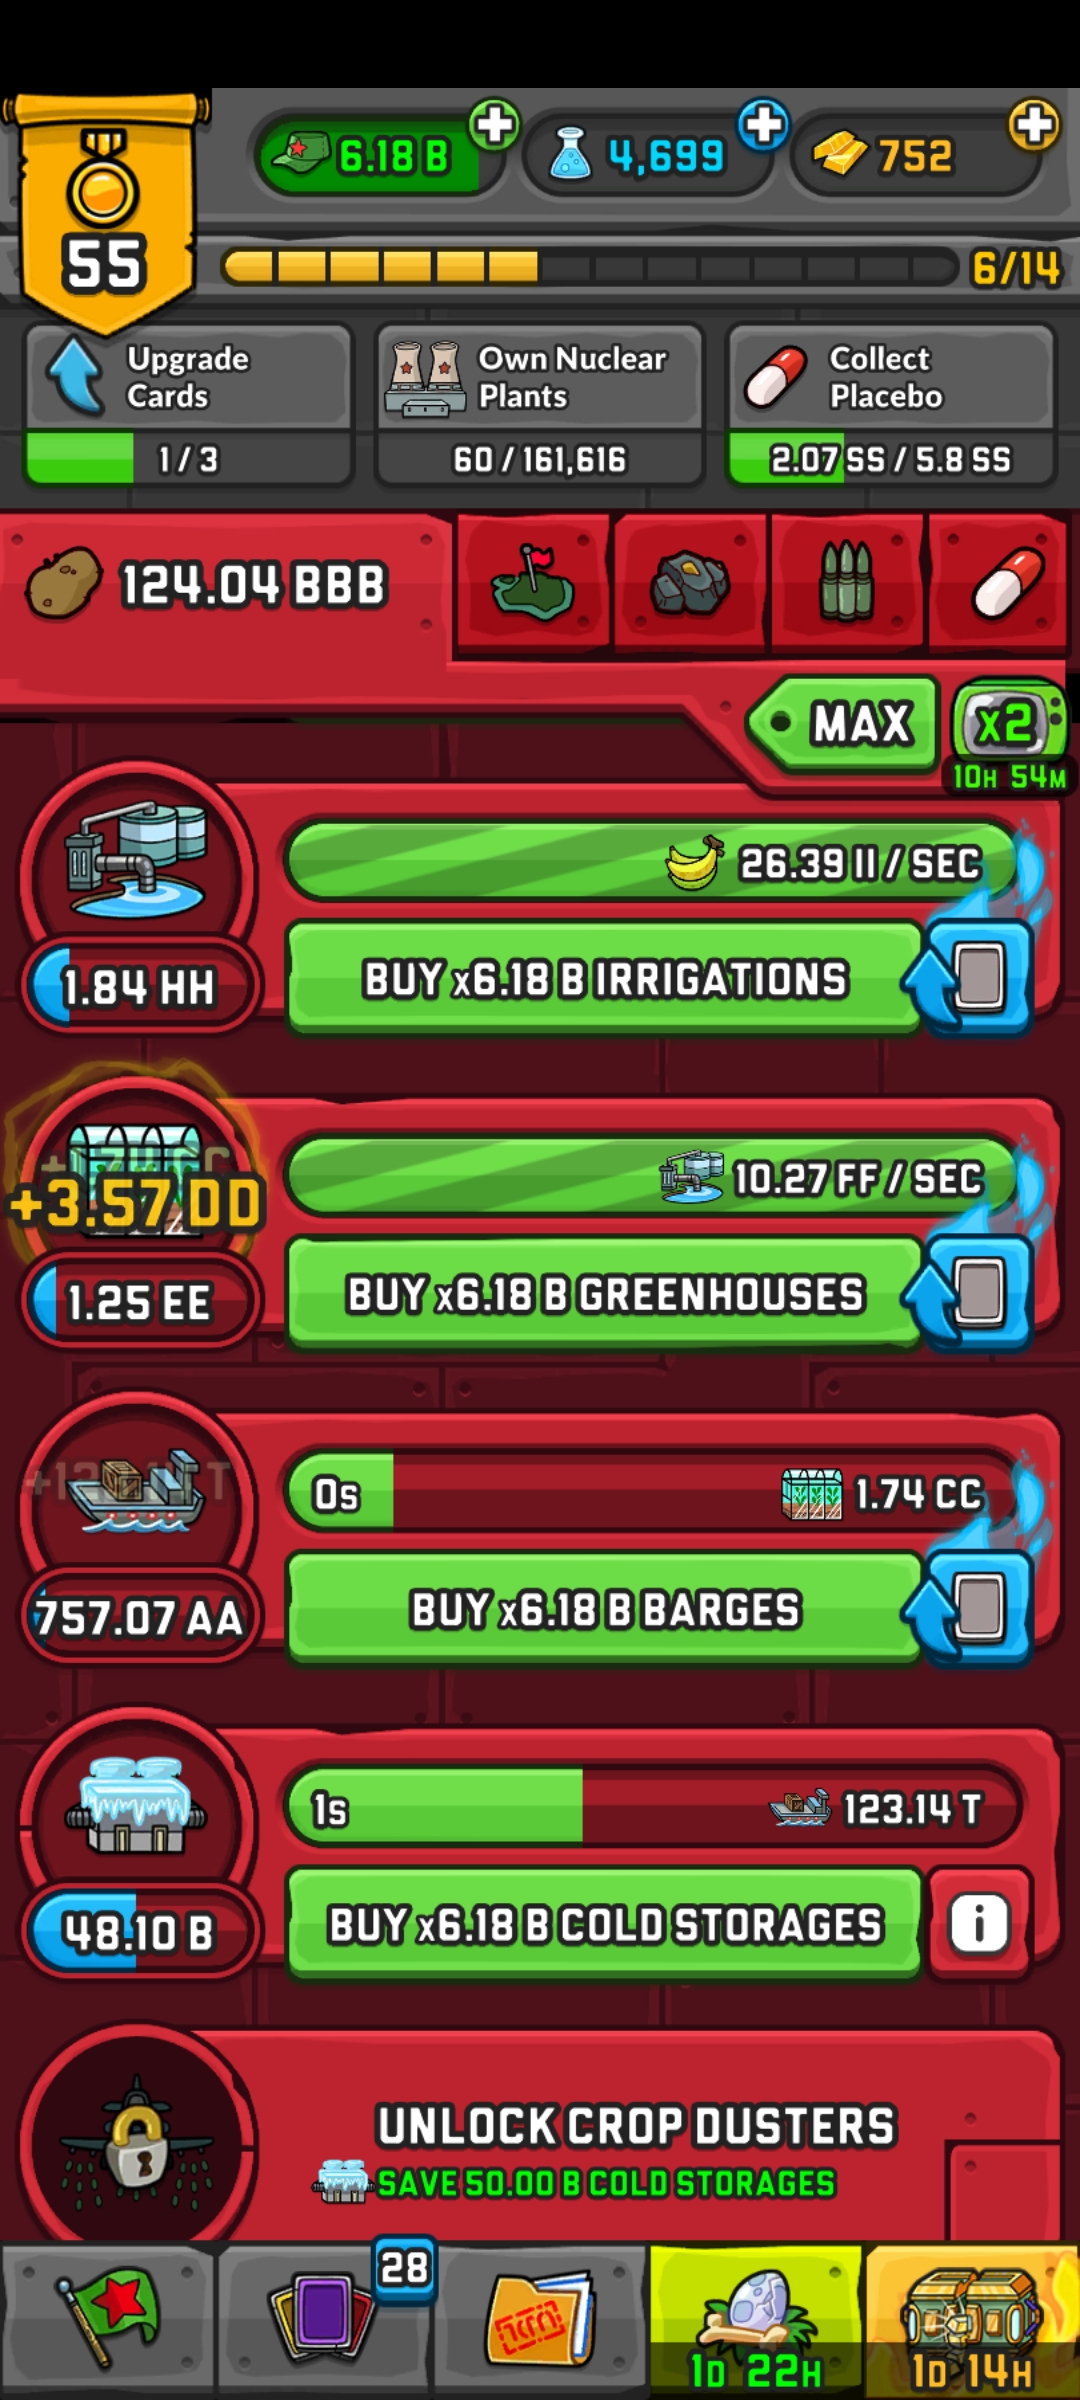 55
6.18 B
4,699
752
6/14
Upgrade
Cards
1 / 3
Own Nuclear
Plants
60 / 161,616
Collect
Placebo
2.07 SS / 5.8 SS
124.04 BBB
MAX
x2
10H 54M
26.39 II / SEC
1.84 HH
BUY x6.18 B IRRIGATIONS
+3.57 DD
10.27 FF / SEC
1.25 EE
BUY x6.18 B GREENHOUSES
0s
1.74 CC
757.07 AA
BUY x6.18 B BARGES
1s
123.14 T
48.10 B
BUY x6.18 B COLD STORAGES
i
UNLOCK CROP DUSTERS
SAVE 50.00 B COLD STORAGES
28
1D 22H
1D 14H